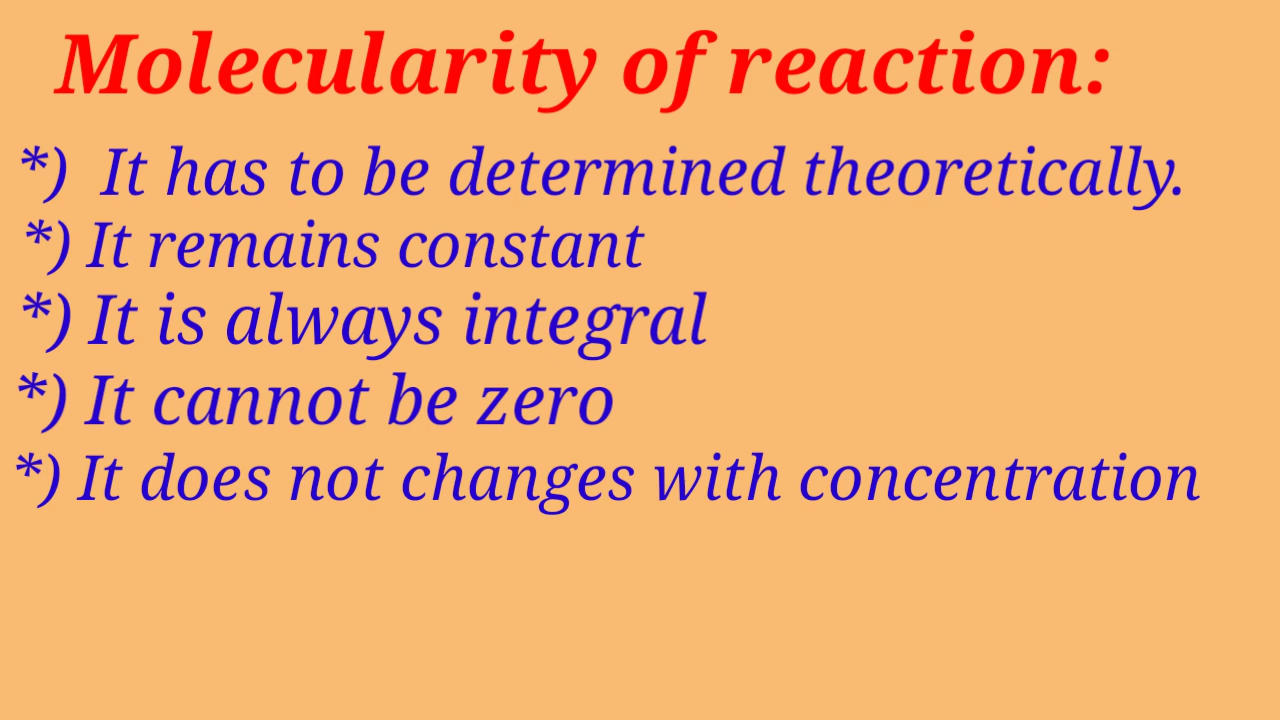 Molecularity of reaction:
*) It has to be determined theoretically.
*) It remains constant
*) It is always integral
*) It cannot be zero
*) It does not changes with concentration